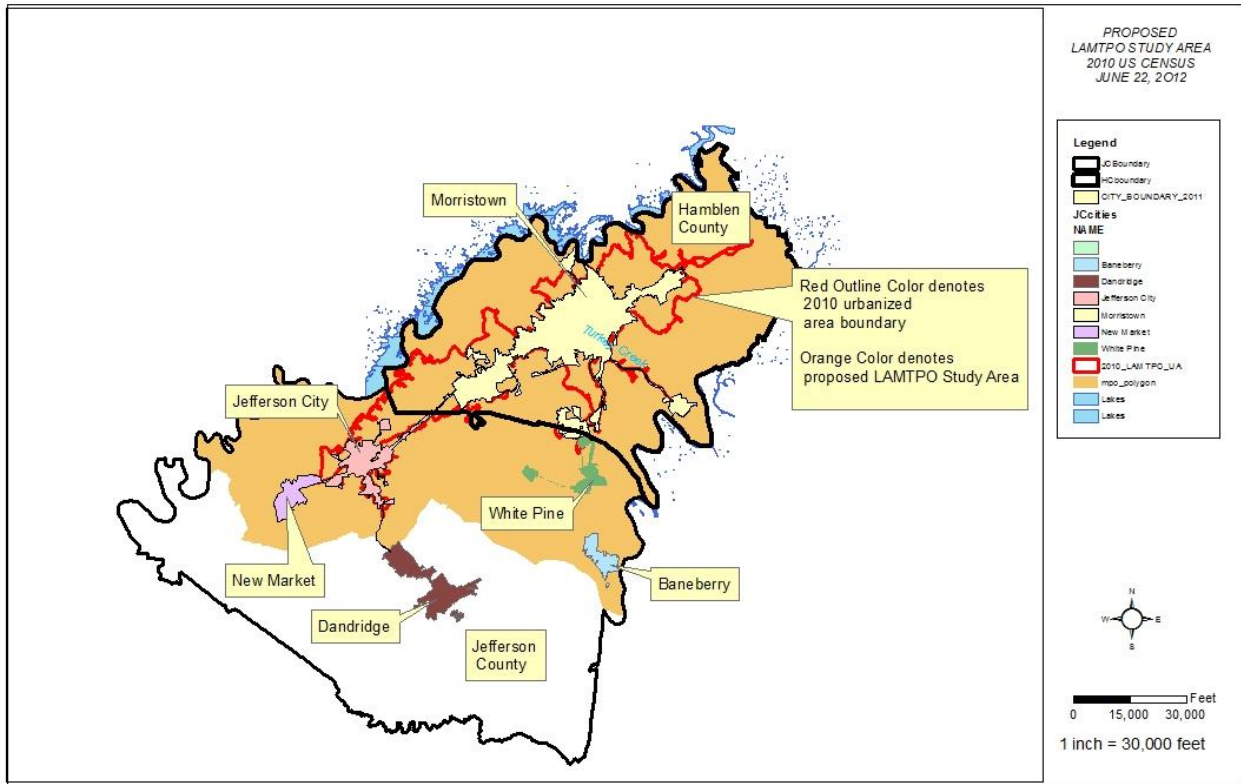 PROPOSED
LAMTPO STUDY AREA
2010 US CENSUS
JUNE 22, 2O12
Legend
JCBoundary
HCboundary
CITY_BOUNDARY_2011
JCcities
NAME
Baneberry
Dandridge
Jefferson City
Morristown
New Market
White Pine
2010_LAMTPO_UA
mpo_polygon
Lakes
Lakes
Morristown
Hamblen
County
Red Outline Color denotes
2010 urbanized
area boundary
Orange Color denotes
proposed LAMTPO Study Area
Turkey Creek
Jefferson City
White Pine
New Market
Baneberry
Dandridge
Jefferson
County
N
W E
S
Feet
0 15,000 30,000
1 inch = 30,000 feet